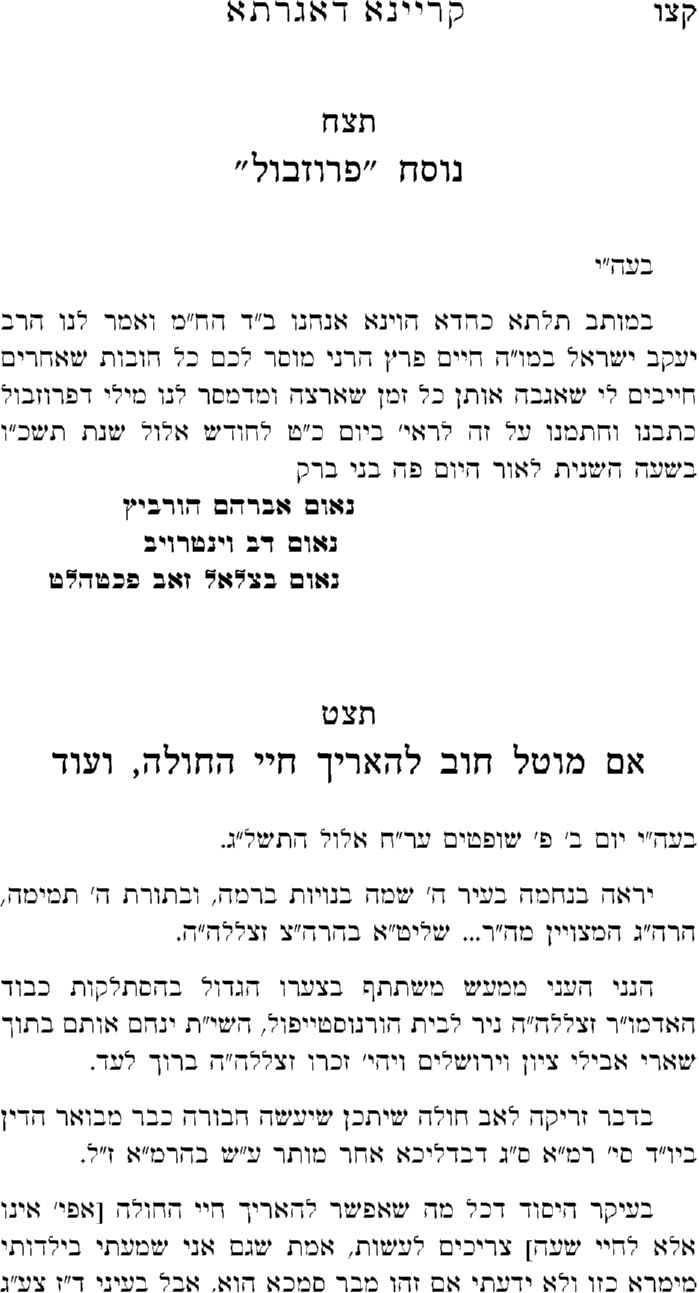 קצו קריינא דאגרתא
תצח
נוסח ״פרוזבול״
בעה״י
במותב תלתא כחדא הוינא אנחנו ב״ד הח״מ ואמר לנו הרב
יעקב ישראל במו״ה חיים פרץ הרני מוסר לכם כל חובות שאחרים
חייבים לי שאגבה אותן כל זמן שארצה ומדמסר לנו מילי דפרוזבול
כתבנו וחתמנו על זה לראי׳ ביום כ״ט לחודש אלול שנת תשכ״ו
בשעה השנית לאור היום פה בני ברק
נאום אברהם הורביץ
נאום דב וינטרויב
נאום בצלאל זאב פכטהלט
תצט
אם מוטל חוב להאריך חיי החולה, ועוד
בעה״י יום ב׳ פ׳ שופטים ער״ח אלול התשל״ג.
יראה בנחמה בעיר ה׳ שמה בנויות ברמה, ובתורת ה׳ תמימה,
הרה״ג המצויין מה״ר... שליט״א בהרה״צ זצללה״ה.
הנני העני ממעש משתתף בצערו הגדול בהסתלקות כבוד
האדמו״ר זצללה״ה ניר לבית הורנוסטייפול, השי״ת ינחם אותם בתוך
שארי אבילי ציון וירושלים ויהי׳ זכרו זצללה״ה ברוך לעד.
בדבר זריקה לאב חולה שיתכן שיעשה חבורה כבר מבואר הדין
ביו״ד סי׳ רמ״א ס״ג דבדליכא אחר מותר ע״ש בהרמ״א ז״ל.
בעיקר היסוד דכל מה שאפשר להאריך חיי החולה [אפי׳ אינו
אלא לחיי שעה] צריכים לעשות, אמת שגם אני שמעתי בילדותי
מימרא כזו ולא ידעתי אם זהו מבר סמכא הוא, אבל בעיני ד״ז צע״ג